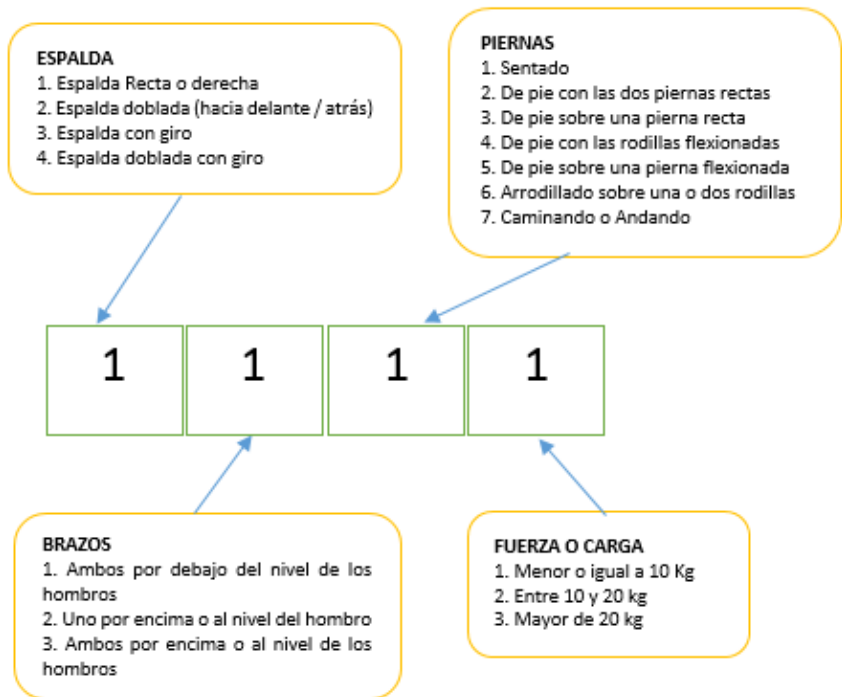 ESPALDA
1. Espalda Recta o derecha
2. Espalda doblada (hacia delante / atrás)
3. Espalda con giro
4. Espalda doblada con giro
PIERNAS
1. Sentado
2. De pie con las dos piernas rectas
3. De pie sobre una pierna recta
4. De pie con las rodillas flexionadas
5. De pie sobre una pierna flexionada
6. Arrodillado sobre una o dos rodillas
7. Caminando o Andando
1 1 1 1
BRAZOS
1. Ambos por debajo del nivel de los
hombros
2. Uno por encima o al nivel del hombro
3. Ambos por encima o al nivel de los
hombros
FUERZA O CARGA
1. Menor o igual a 10 Kg
2. Entre 10 y 20 kg
3. Mayor de 20 kg